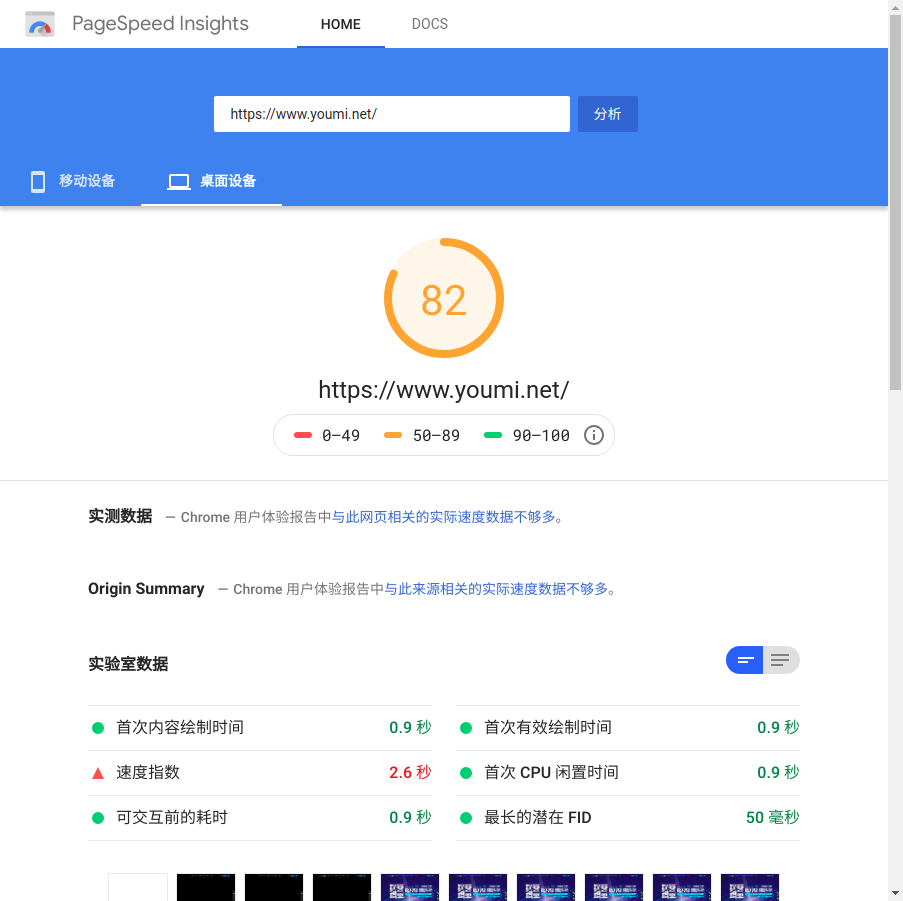 PageSpeed Insights HOME DOCS
https://www.youmi.net/ 分析
移动设备 桌面设备
82
https://www.youmi.net/
0–49 50–89 90–100
实测数据 — Chrome 用户体验报告中与此网页相关的实际速度数据不够多。
Origin Summary — Chrome 用户体验报告中与此来源相关的实际速度数据不够多。
实验室数据
首次内容绘制时间 0.9 秒 首次有效绘制时间 0.9 秒
速度指数 2.6 秒 首次 CPU 闲置时间 0.9 秒
可交互前的耗时 0.9 秒 最长的潜在 FID 50 毫秒